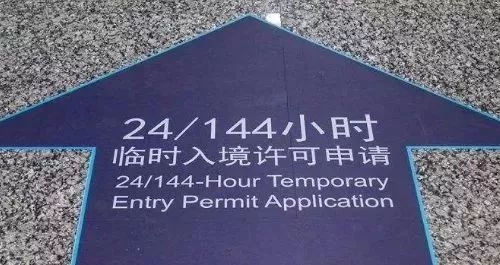 24/144小时
临时入境许可申请
24/144-Hour Temporary
Entry Permit Application